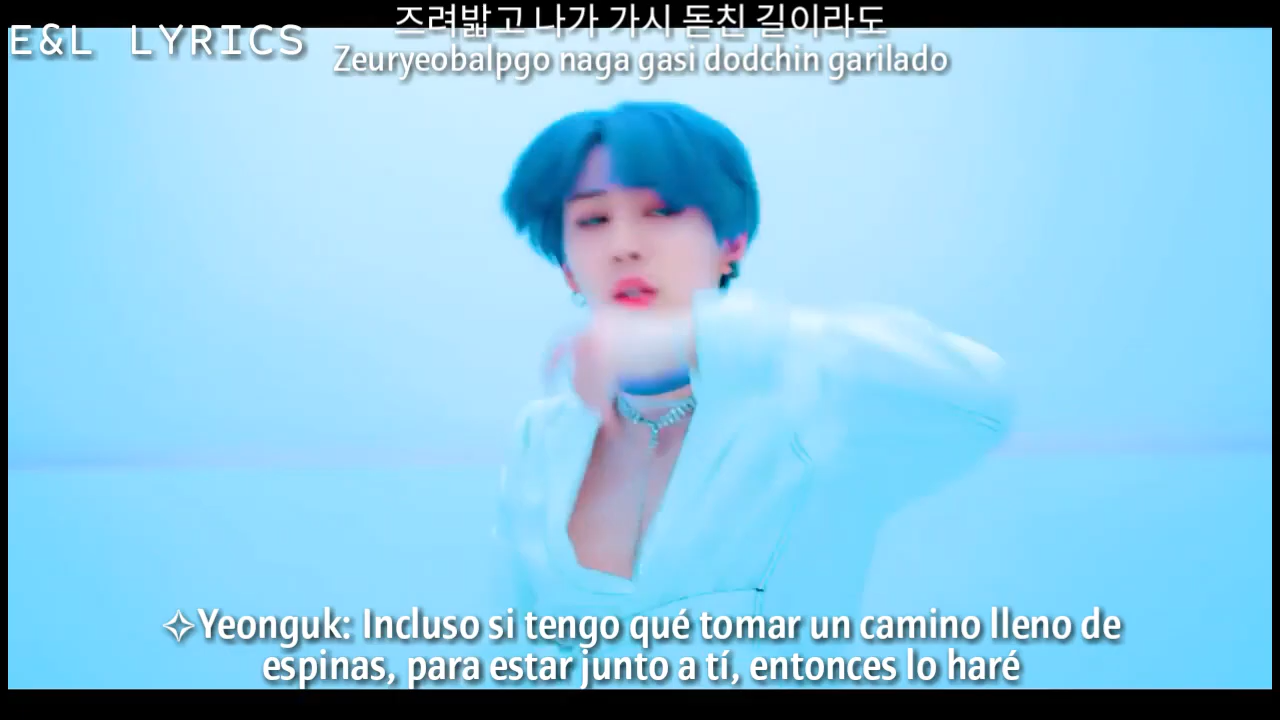 즈려밟고 나가 가시 돋친 길이라도
E&L LYRICS
Zeuryeobalpgo naga gasi dodchin garilado
✧Yeonguk: Incluso si tengo qué tomar un camino lleno de
espinas, para estar junto a tí, entonces lo haré